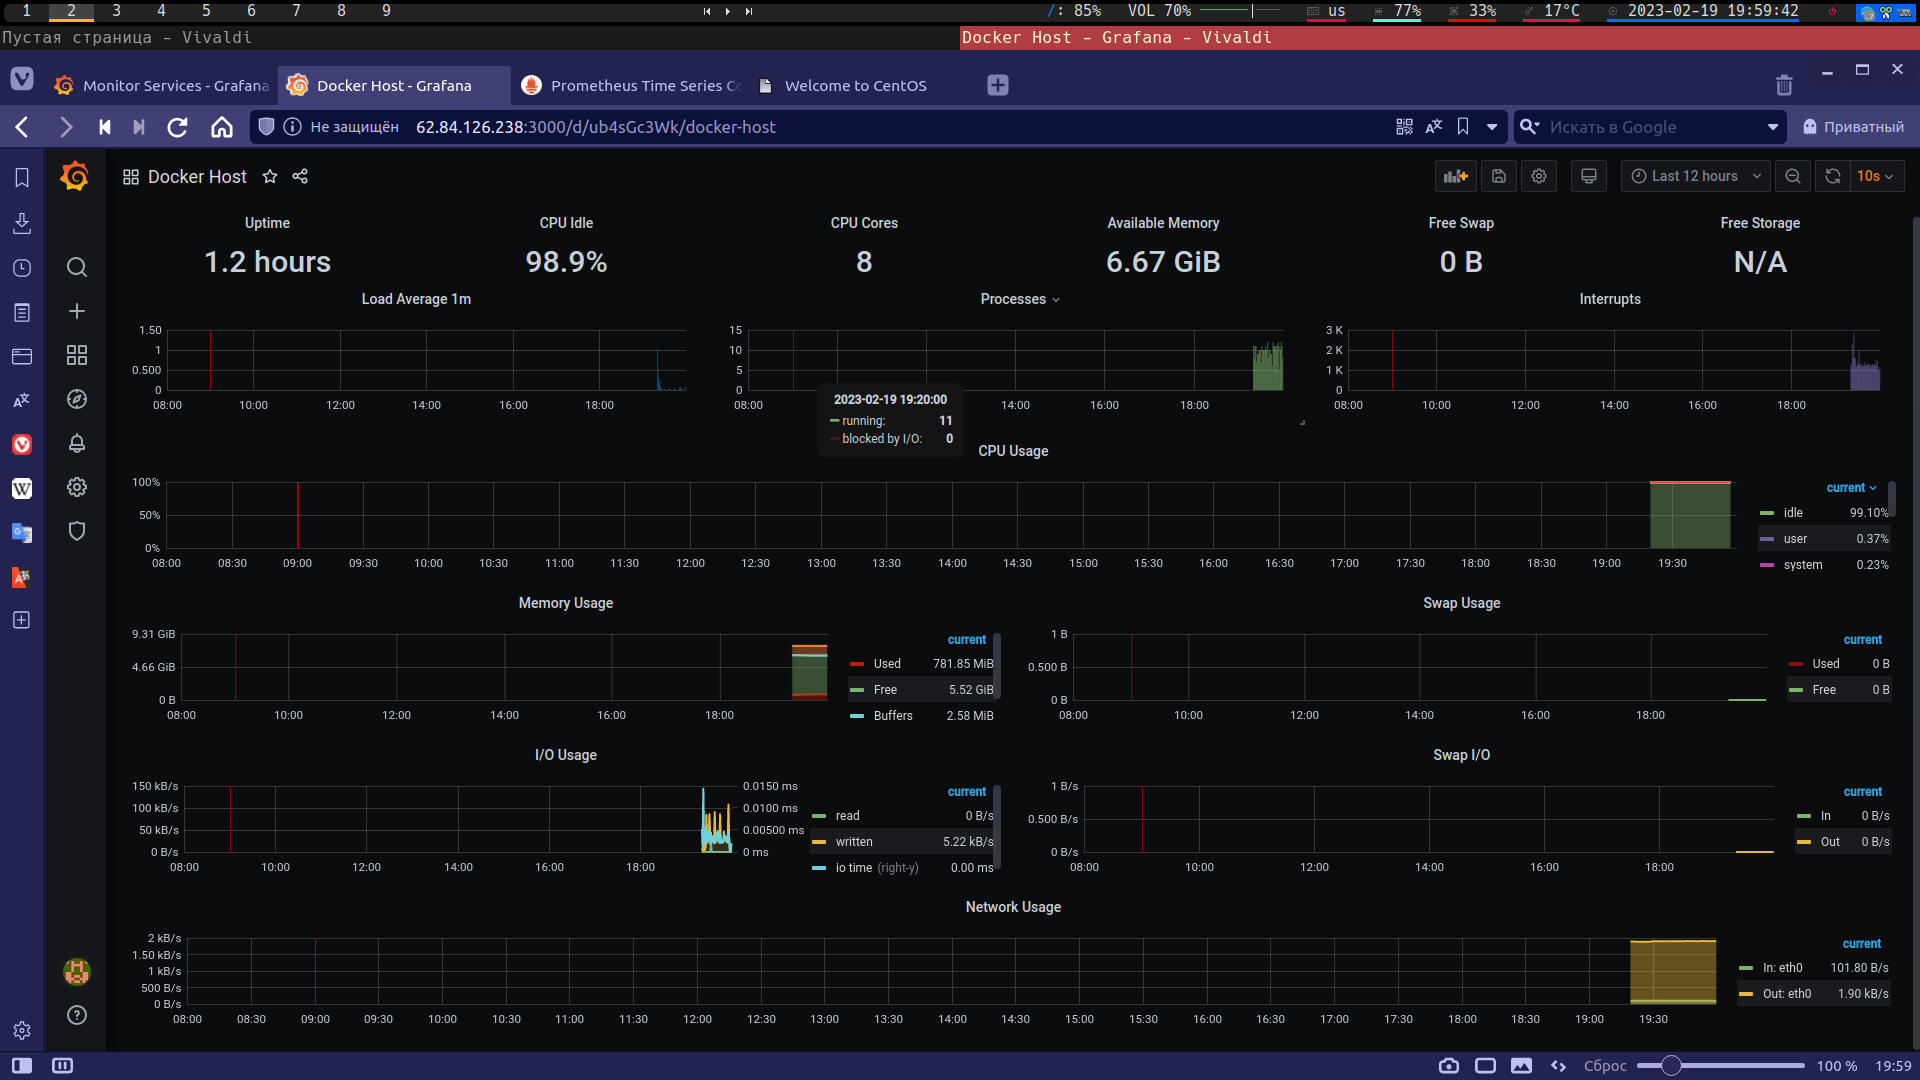 1 2 3 4 5 6 7 8 9 /: 85% VOL 70% us 77% 33% 17°C 2023-02-19 19:59:42
Пустая страница - Vivaldi Docker Host - Grafana - Vivaldi
Monitor Services - Grafana Docker Host - Grafana Prometheus Time Series Co Welcome to CentOS
Не защищён 62.84.126.238:3000/d/ub4sGc3Wk/docker-host Искать в Google Приватный
Docker Host Last 12 hours 10s
Uptime CPU Idle CPU Cores Available Memory Free Swap Free Storage
1.2 hours 98.9% 8 6.67 GiB 0 B N/A
Load Average 1m
1.50
1
0.500
0
08:00 10:00 12:00 14:00 16:00 18:00
Processes
15
10
5
0
08:00 14:00 16:00 18:00
2023-02-19 19:20:00
running: 11
blocked by I/O: 0
Interrupts
3 K
2 K
1 K
0
08:00 10:00 12:00 14:00 16:00 18:00
CPU Usage
100%
50%
0%
08:00 08:30 09:00 09:30 10:00 10:30 11:00 11:30 12:00 12:30 13:00 13:30 14:00 14:30 15:00 15:30 16:00 16:30 17:00 17:30 18:00 18:30 19:00 19:30
current
idle 99.10%
user 0.37%
system 0.23%
Memory Usage
9.31 GiB
4.66 GiB
0 B
08:00 10:00 12:00 14:00 16:00 18:00
current
Used 781.85 MiB
Free 5.52 GiB
Buffers 2.58 MiB
Swap Usage
1 B
0.500 B
0 B
08:00 10:00 12:00 14:00 16:00 18:00
current
Used 0 B
Free 0 B
I/O Usage
150 kB/s
100 kB/s
50 kB/s
0 B/s
0.0150 ms
0.0100 ms
0.00500 ms
0 ms
08:00 10:00 12:00 14:00 16:00 18:00
current
read 0 B/s
written 5.22 kB/s
io time (right-y) 0.00 ms
Swap I/O
1 B/s
0.500 B/s
0 B/s
08:00 10:00 12:00 14:00 16:00 18:00
current
In 0 B/s
Out 0 B/s
Network Usage
2 kB/s
1.50 kB/s
1 kB/s
500 B/s
0 B/s
08:00 08:30 09:00 09:30 10:00 10:30 11:00 11:30 12:00 12:30 13:00 13:30 14:00 14:30 15:00 15:30 16:00 16:30 17:00 17:30 18:00 18:30 19:00 19:30
current
In: eth0 101.80 B/s
Out: eth0 1.90 kB/s
Сброс 100 % 19:59